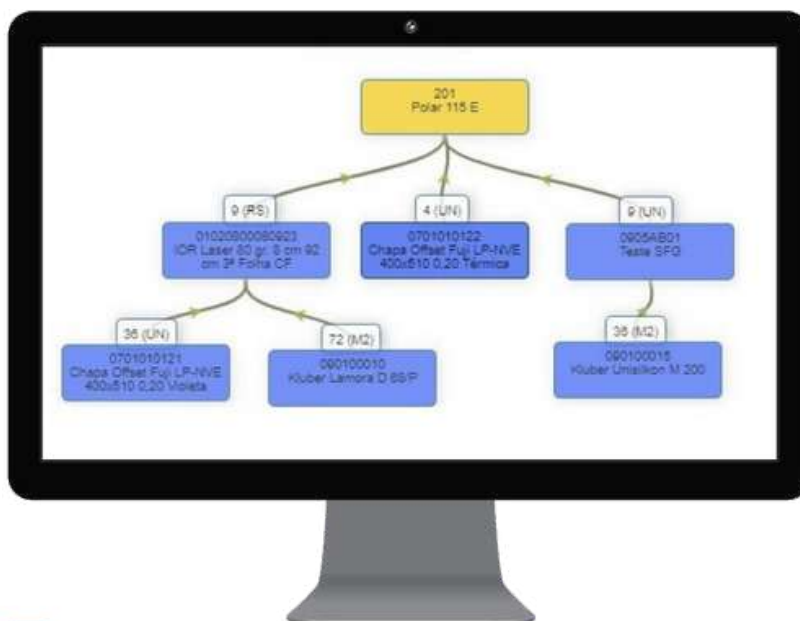 201
Polar 115 E
9 (RS)
4 (UN)
9 (UN)
01020800080923
IOR Laser 80 gr. 8 cm 92
cm 3ª Folha CF
0701010122
Chapa Offset Fuji LP-NVE
400x510 0,20 Térmica
0905AB01
Teste SFG
36 (UN)
72 (M2)
36 (M2)
0701010121
Chapa Offset Fuji LP-NVE
400x510 0,20 Violeta
090100010
Kluber Lamora D 68/P
090100015
Kluber Unisilkon M 200